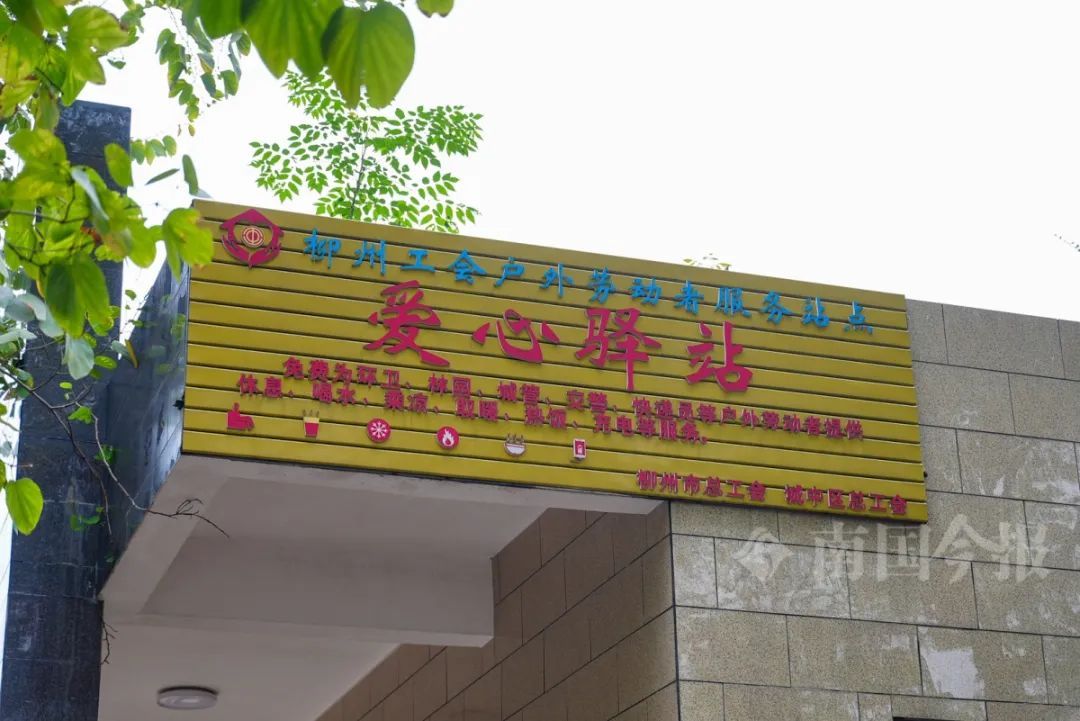 柳州工会户外劳动者服务站点
爱心驿站
免费为环卫、林园、城管、交警、快递员等户外劳动者提供
休息、喝水、乘凉、取暖、热饭、充电等服务。
柳州市总工会 城中区总工会
南国今报